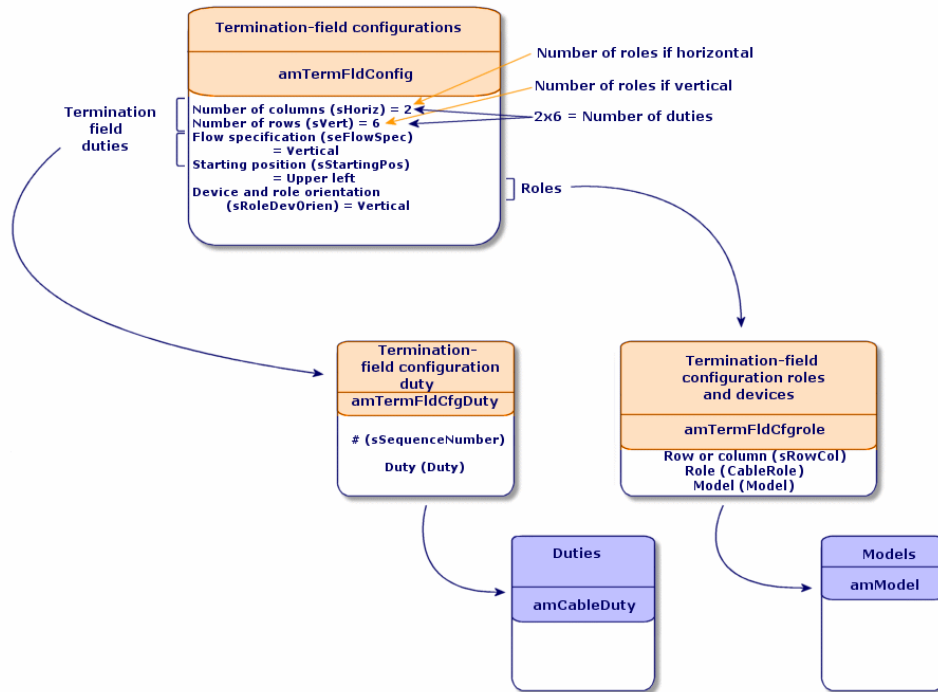 Termination-field configurations
amTermFldConfig
Number of columns (sHoriz) = 2
Number of rows (sVert) = 6
Flow specification (seFlowSpec)
= Vertical
Starting position (sStartingPos)
= Upper left
Device and role orientation
(sRoleDevOrien) = Vertical
Number of roles if horizontal
Number of roles if vertical
2x6 = Number of duties
Termination
field
duties
Roles
Termination-
field configuration
duty
amTermFldCfgDuty
# (sSequenceNumber)
Duty (Duty)
Termination-field
configuration roles
and devices
amTermFldCfgrole
Row or column (sRowCol)
Role (CableRole)
Model (Model)
Duties
amCableDuty
Models
amModel